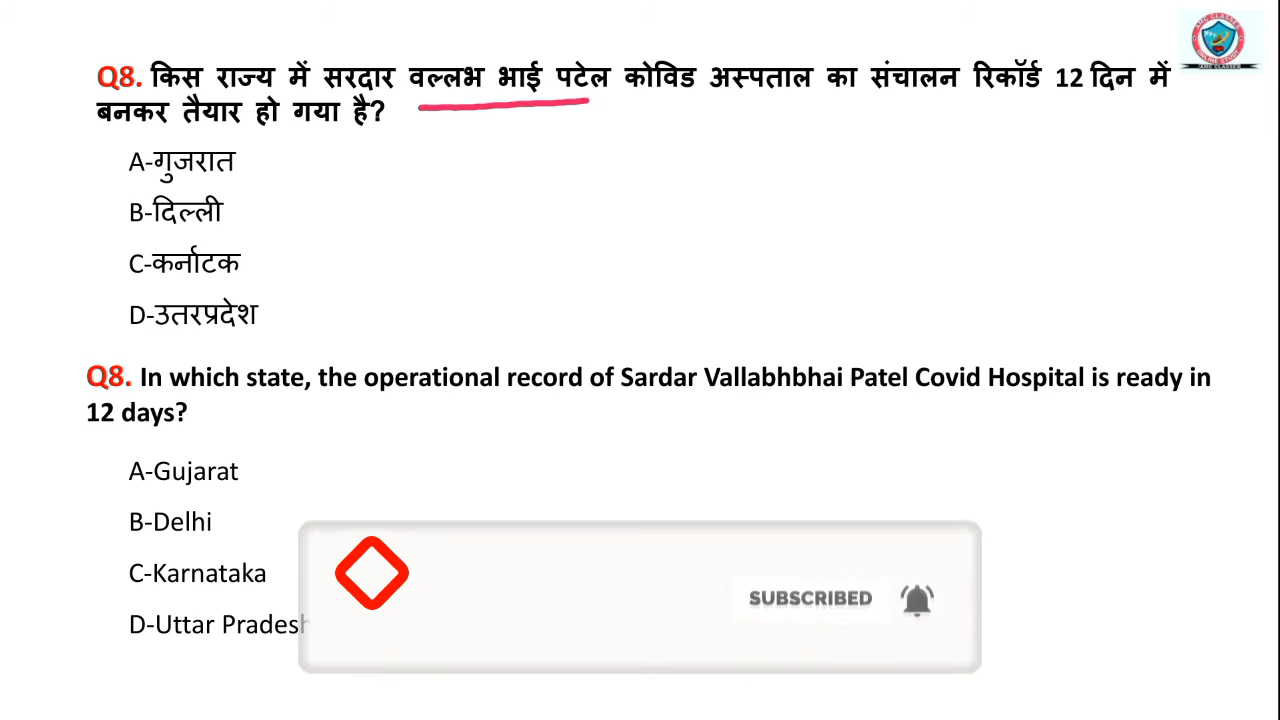 Q8. किस राज्य में सरदार वल्लभ भाई पटेल कोविड अस्पताल का संचालन रिकॉर्ड 12 दिन में
बनकर तैयार हो गया है?
A-गुजरात
B-दिल्ली
C-कर्नाटक
D-उतरप्रदेश
Q8. In which state, the operational record of Sardar Vallabhbhai Patel Covid Hospital is ready in
12 days?
A-Gujarat
B-Delhi
C-Karnataka
D-Uttar Pradesh
SUBSCRIBED